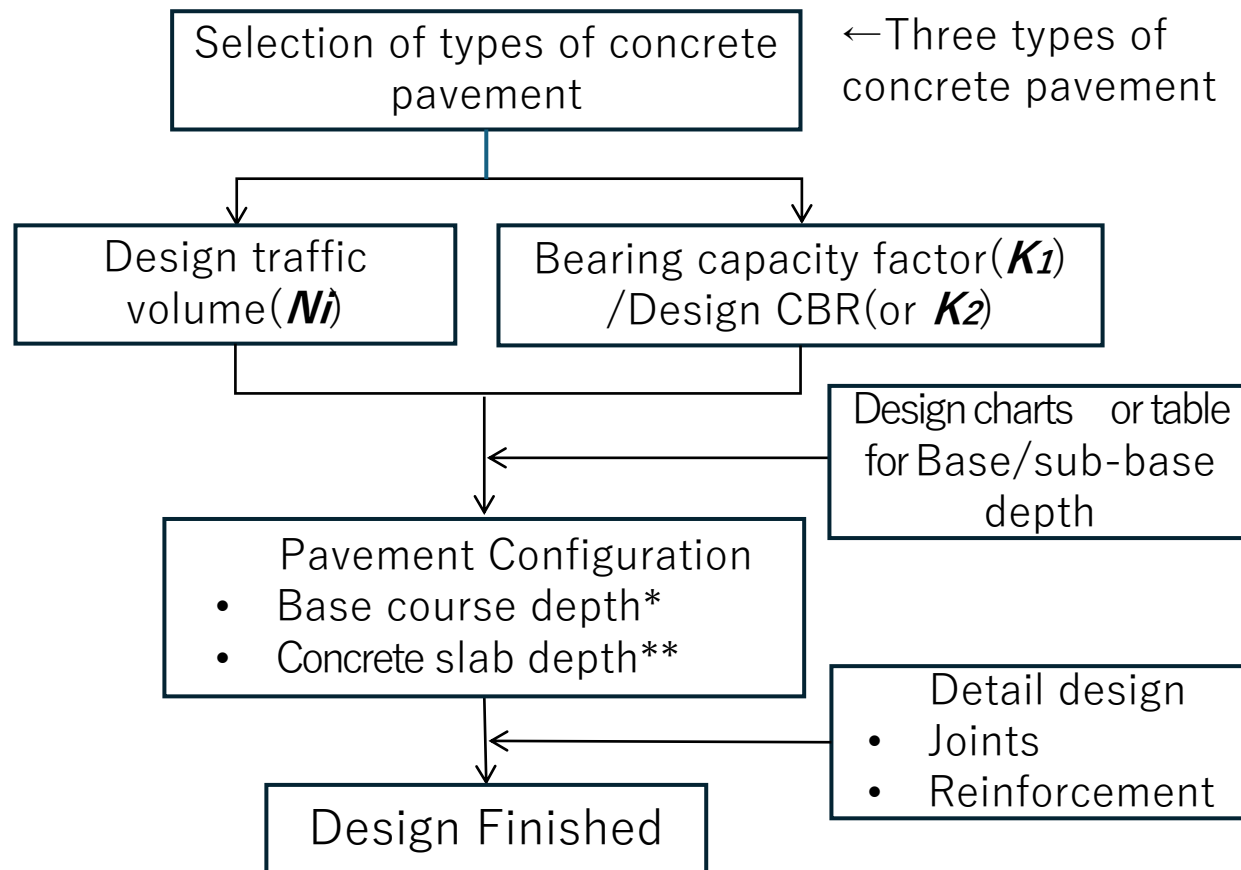 Selection of types of concrete
pavement
←Three types of
concrete pavement
Design traffic
volume(Ni)
Bearing capacity factor(K1)
/Design CBR(or K2)
Design charts or table
for Base/sub-base
depth
Pavement Configuration
• Base course depth*
• Concrete slab depth**
Detail design
• Joints
• Reinforcement
Design Finished